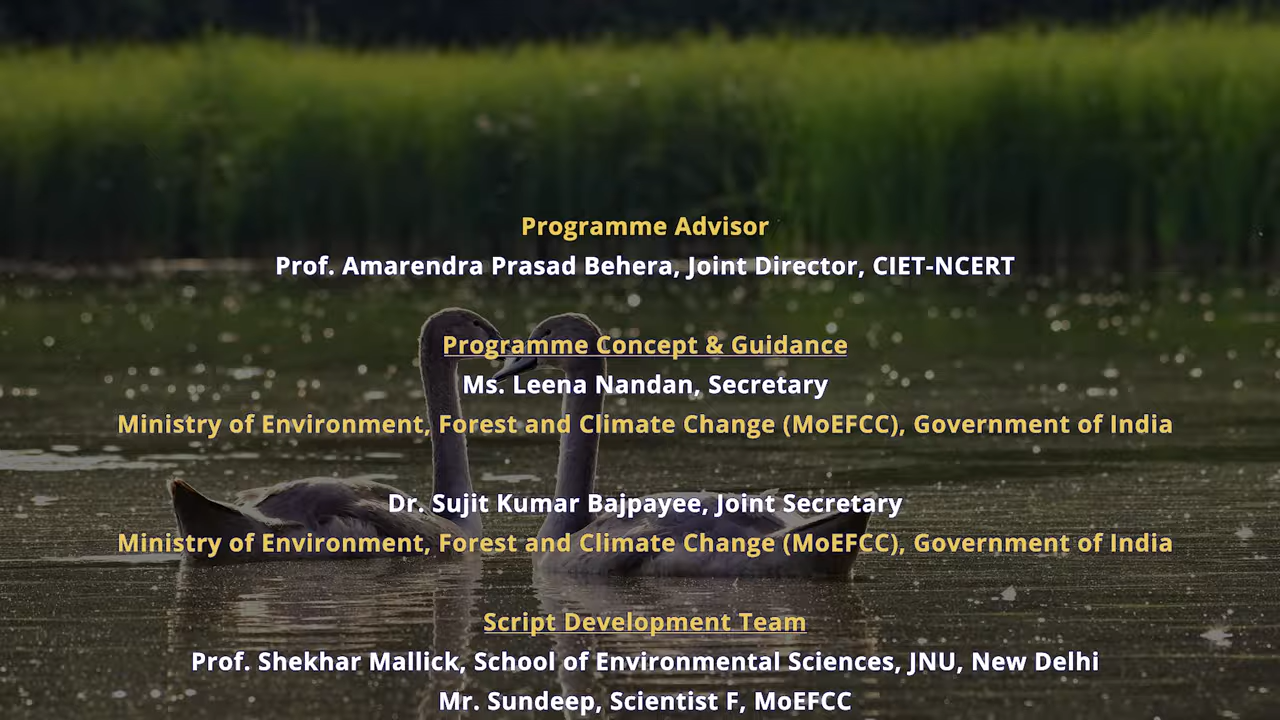 Programme Advisor
Prof. Amarendra Prasad Behera, Joint Director, CIET-NCERT
Programme Concept & Guidance
Ms. Leena Nandan, Secretary
Ministry of Environment, Forest and Climate Change (MoEFCC), Government of India
Dr. Sujit Kumar Bajpayee, Joint Secretary
Ministry of Environment, Forest and Climate Change (MoEFCC), Government of India
Script Development Team
Prof. Shekhar Mallick, School of Environmental Sciences, JNU, New Delhi
Mr. Sundeep, Scientist F, MoEFCC